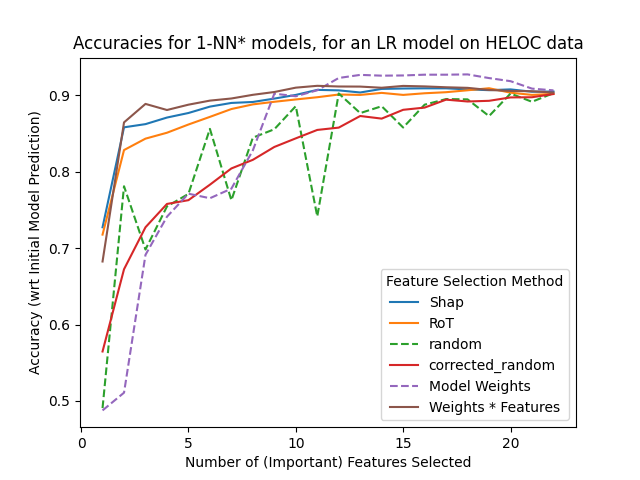 Accuracies for 1-NN* models, for an LR model on HELOC data
Accuracy (wrt Initial Model Prediction)
0.9
0.8
0.7
0.6
0.5
Feature Selection Method
Shap
RoT
random
corrected_random
Model Weights
Weights * Features
0 5 10 15 20
Number of (Important) Features Selected